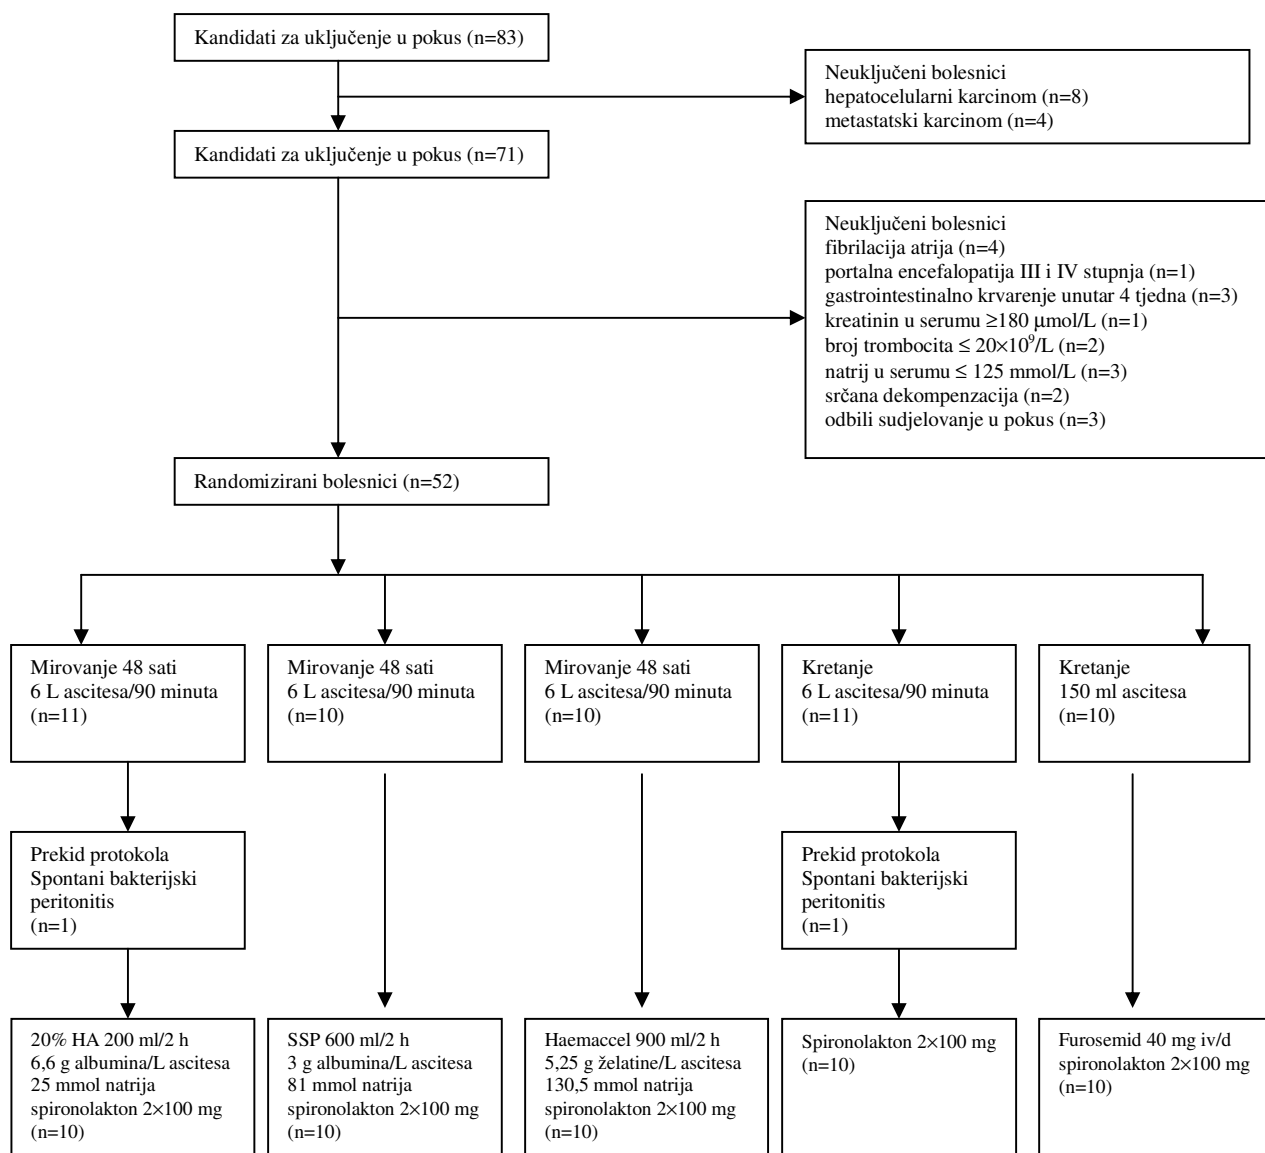 Kandidati za uključenje u pokus (n=83)
Neuključeni bolesnici
hepatocelularni karcinom (n=8)
metastatski karcinom (n=4)
Kandidati za uključenje u pokus (n=71)
Neuključeni bolesnici
fibrilacija atrija (n=4)
portalna encefalopatija III i IV stupnja (n=1)
gastrointestinalno krvarenje unutar 4 tjedna (n=3)
kreatinin u serumu ≥180 μmol/L (n=1)
broj trombocita ≤ 20×10⁹/L (n=2)
natrij u serumu ≤ 125 mmol/L (n=3)
srčana dekompenzacija (n=2)
odbili sudjelovanje u pokus (n=3)
Randomizirani bolesnici (n=52)
Mirovanje 48 sati
6 L ascitesa/90 minuta
(n=11)
Mirovanje 48 sati
6 L ascitesa/90 minuta
(n=10)
Mirovanje 48 sati
6 L ascitesa/90 minuta
(n=10)
Kretanje
6 L ascitesa/90 minuta
(n=11)
Kretanje
150 ml ascitesa
(n=10)
Prekid protokola
Spontani bakterijski
peritonitis
(n=1)
Prekid protokola
Spontani bakterijski
peritonitis
(n=1)
20% HA 200 ml/2 h
6,6 g albumina/L ascitesa
25 mmol natrija
spironolakton 2×100 mg
(n=10)
SSP 600 ml/2 h
3 g albumina/L ascitesa
81 mmol natrija
spironolakton 2×100 mg
(n=10)
Haemaccel 900 ml/2 h
5,25 g želatine/L ascitesa
130,5 mmol natrija
spironolakton 2×100 mg
(n=10)
Spironolakton 2×100 mg
(n=10)
Furosemid 40 mg iv/d
spironolakton 2×100 mg
(n=10)